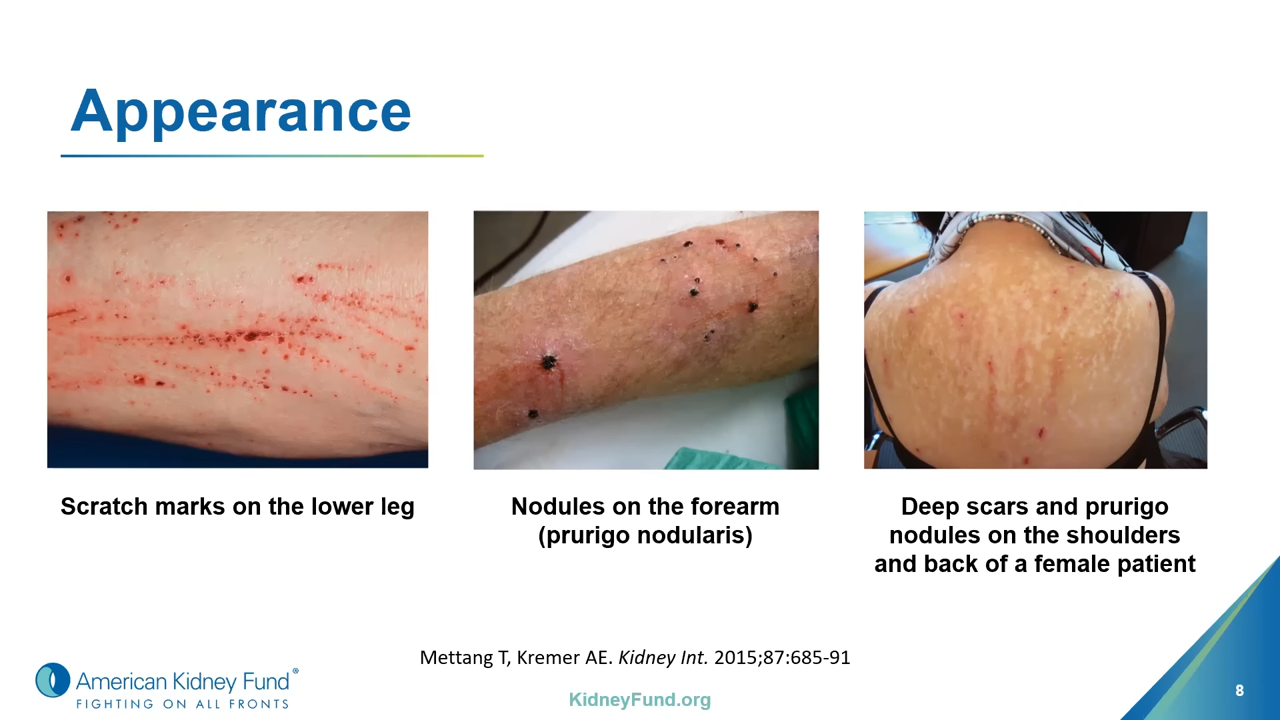 Appearance
Scratch marks on the lower leg
Nodules on the forearm
(prurigo nodularis)
Deep scars and prurigo
nodules on the shoulders
and back of a female patient
Mettang T, Kremer AE. Kidney Int. 2015;87:685-91
American Kidney Fund®
FIGHTING ON ALL FRONTS
KidneyFund.org
8